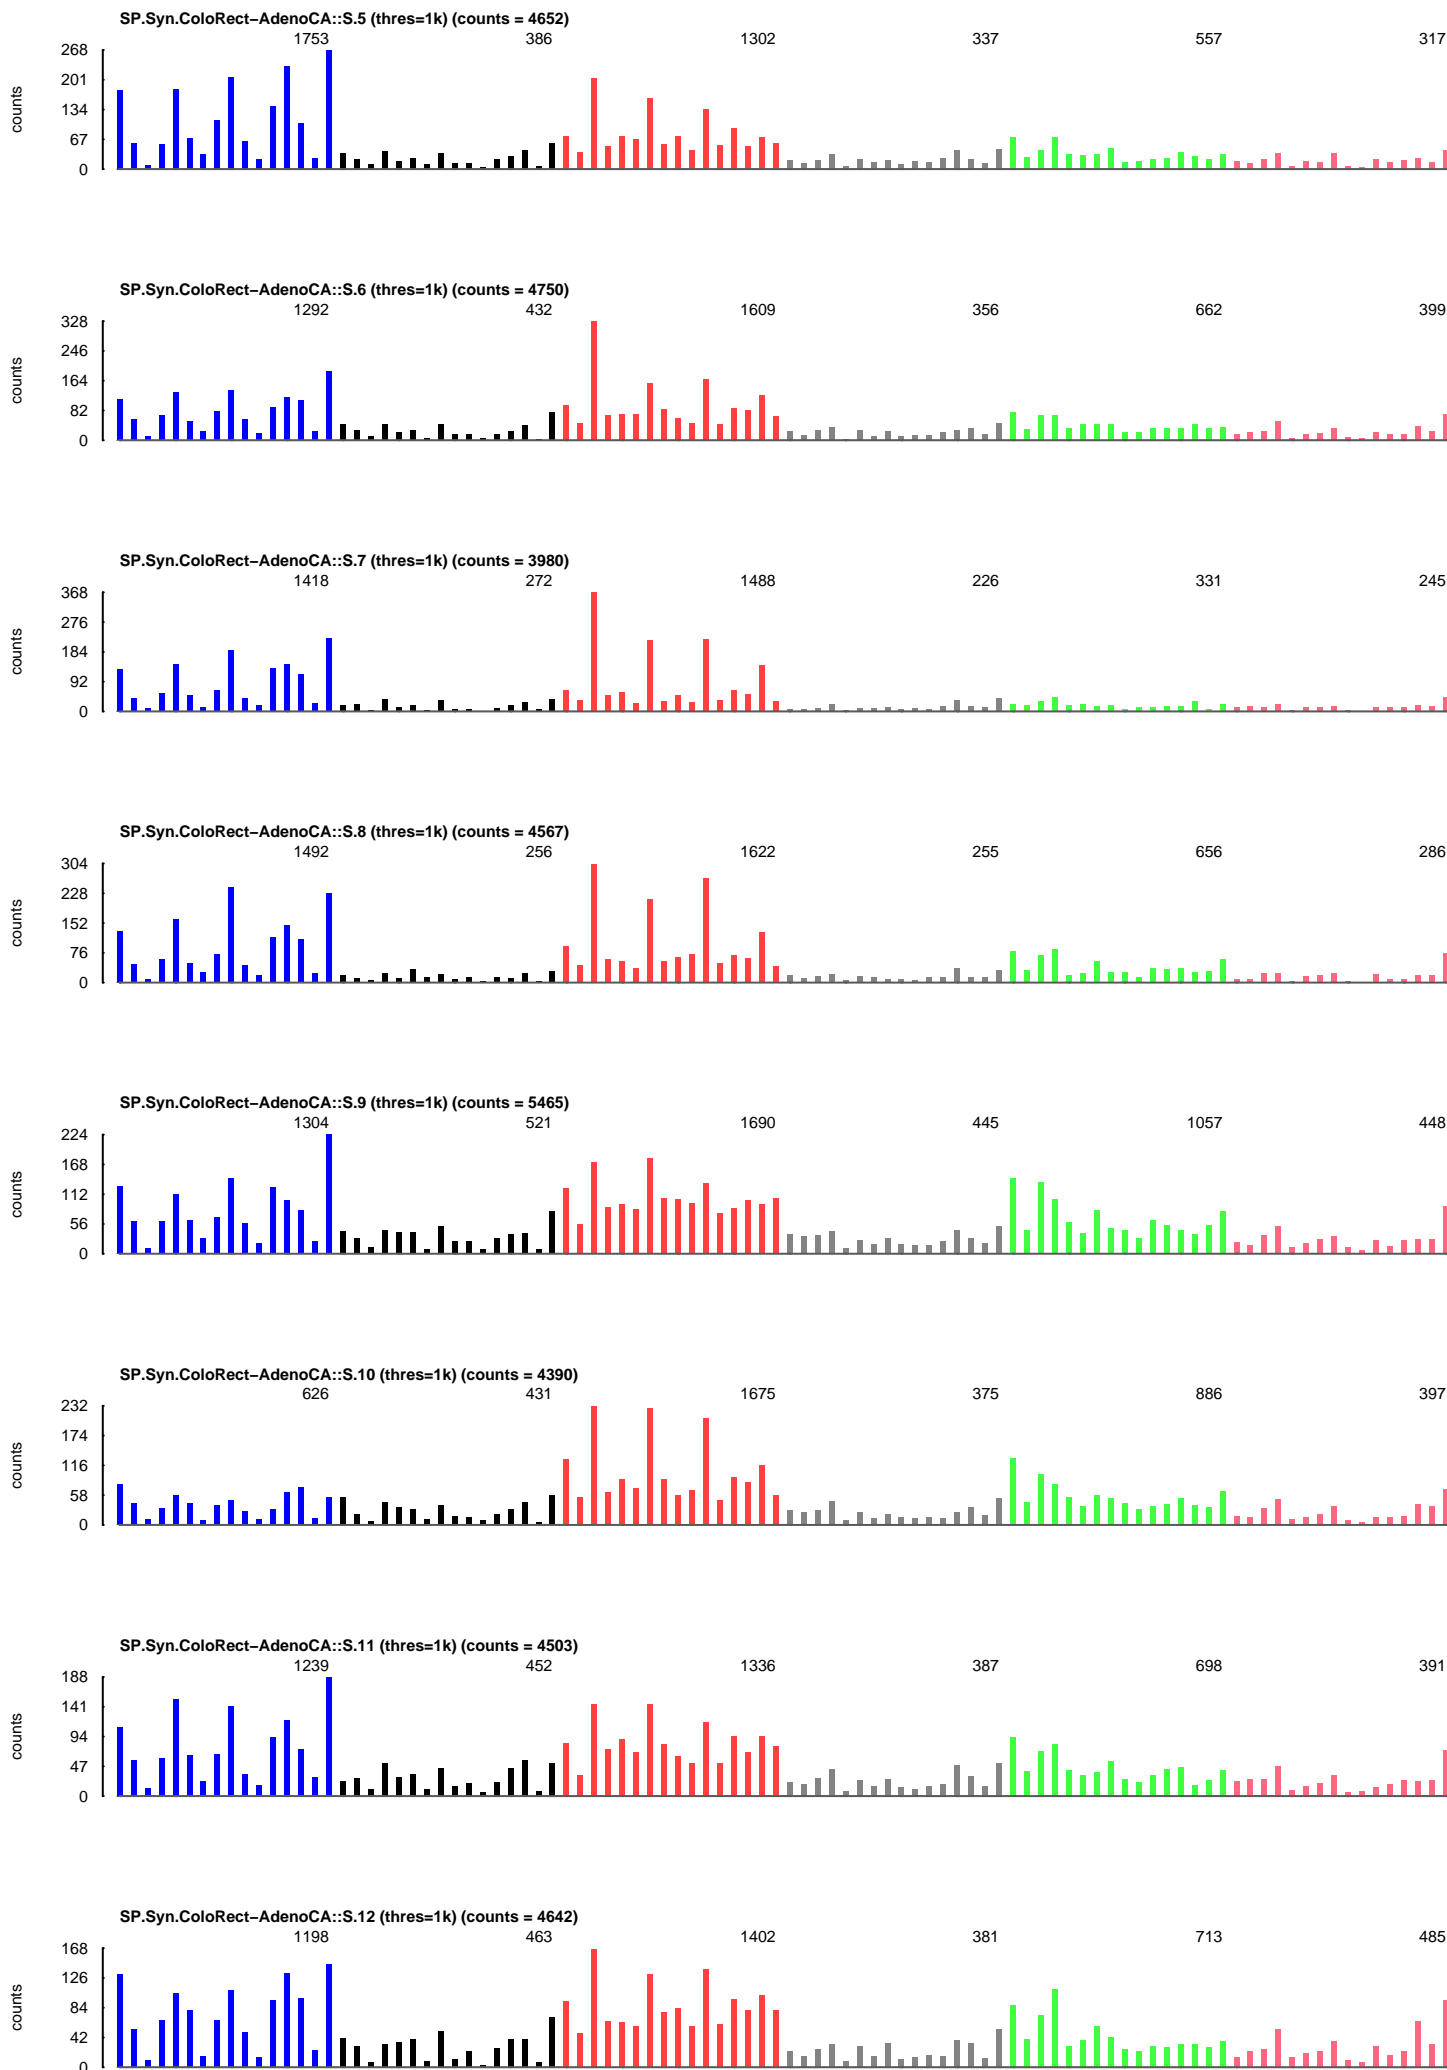 SP.Syn.ColoRect−AdenoCA::S.5 (thres=1k) (counts = 4652)
1753 386 1302 337 557 317
268
201
134
67
0
counts
SP.Syn.ColoRect−AdenoCA::S.6 (thres=1k) (counts = 4750)
1292 432 1609 356 662 399
328
246
164
82
0
counts
SP.Syn.ColoRect−AdenoCA::S.7 (thres=1k) (counts = 3980)
1418 272 1488 226 331 245
368
276
184
92
0
counts
SP.Syn.ColoRect−AdenoCA::S.8 (thres=1k) (counts = 4567)
1492 256 1622 255 656 286
304
228
152
76
0
counts
SP.Syn.ColoRect−AdenoCA::S.9 (thres=1k) (counts = 5465)
1304 521 1690 445 1057 448
224
168
112
56
0
counts
SP.Syn.ColoRect−AdenoCA::S.10 (thres=1k) (counts = 4390)
626 431 1675 375 886 397
232
174
116
58
0
counts
SP.Syn.ColoRect−AdenoCA::S.11 (thres=1k) (counts = 4503)
1239 452 1336 387 698 391
188
141
94
47
0
counts
SP.Syn.ColoRect−AdenoCA::S.12 (thres=1k) (counts = 4642)
1198 463 1402 381 713 485
168
126
84
42
0
counts